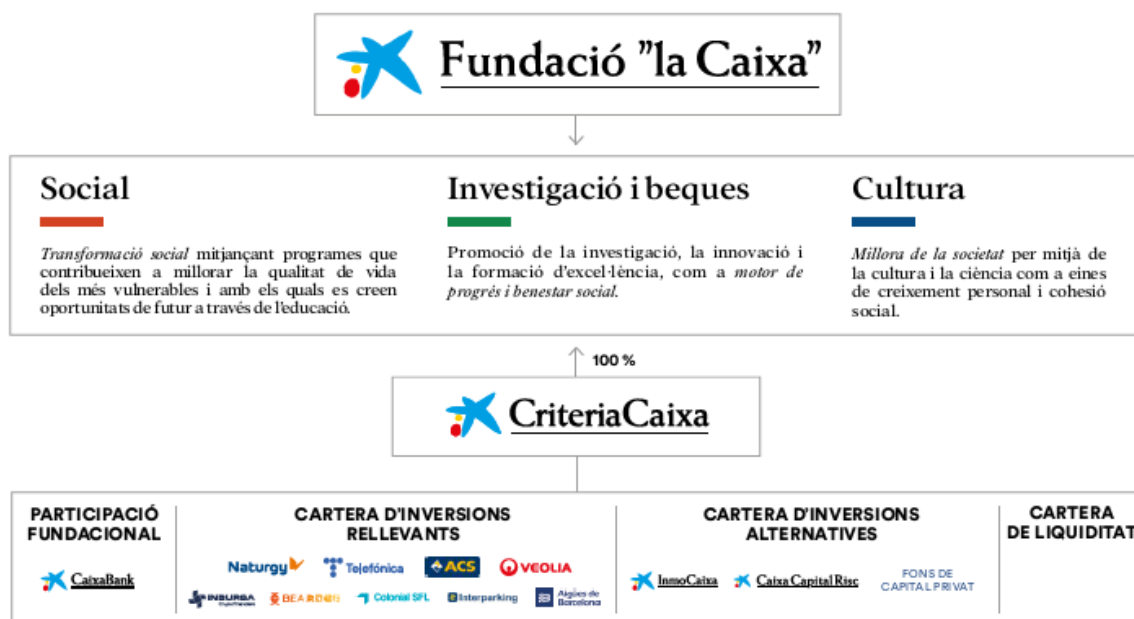 Fundació "la Caixa"
Social
Transformació social mitjançant programes que
contribueixen a millorar la qualitat de vida
dels més vulnerables i amb els quals es creen
oportunitats de futur a través de l'educació.
Investigació i beques
Promoció de la investigació, la innovació i
la formació d'excel·lència, com a motor de
progrés i benestar social.
Cultura
Millora de la societat per mitjà de
la cultura i la ciència com a eines
de creixement personal i cohesió
social.
100 %
CriteriaCaixa
PARTICIPACIÓ
FUNDACIONAL
CaixaBank
CARTERA D'INVERSIONS
RELLEVANTS
Naturgy Telefónica ACS VEOLIA
INBURSA Colonial SFL Interparking Aigües de
Barcelona
CARTERA D'INVERSIONS
ALTERNATIVES
InmoCaixa Caixa Capital Risc
FONS DE
CAPITAL PRIVAT
CARTERA
DE LIQUIDITAT